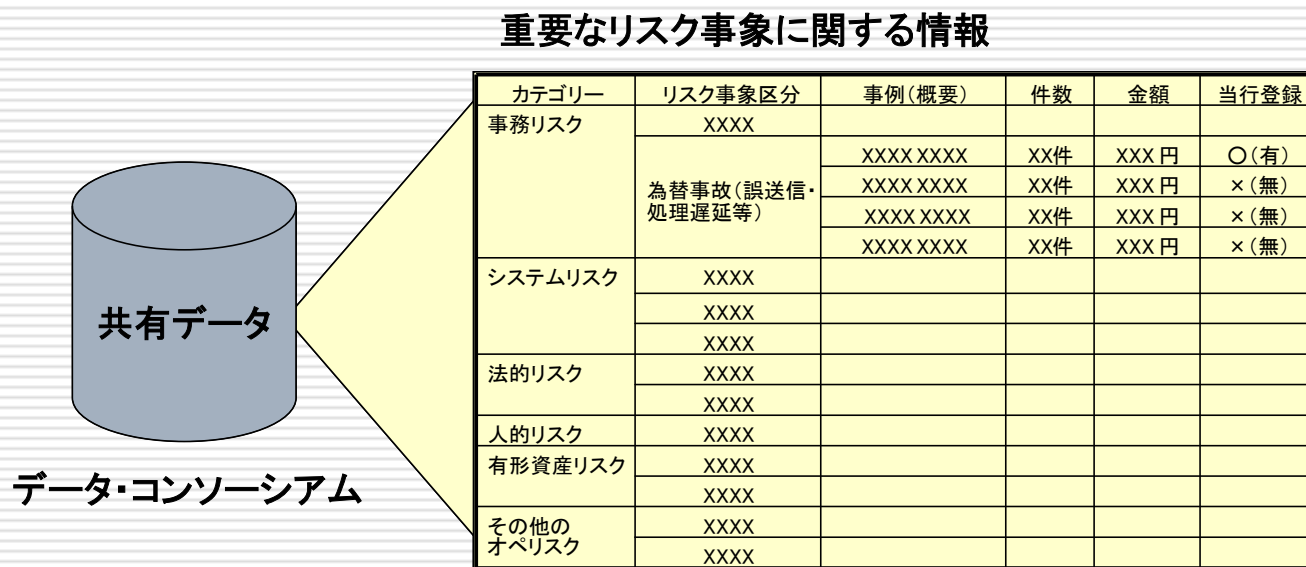 重要なリスク事象に関する情報
カテゴリー リスク事象区分 事例(概要) 件数 金額 当行登録
事務リスク XXXX
為替事故(誤送信・
処理遅延等)
XXXX XXXX XX件 XXX 円 〇(有)
XXXX XXXX XX件 XXX 円 ×(無)
XXXX XXXX XX件 XXX 円 ×(無)
XXXX XXXX XX件 XXX 円 ×(無)
システムリスク XXXX
XXXX
XXXX
法的リスク XXXX
XXXX
人的リスク XXXX
有形資産リスク XXXX
XXXX
その他の
オペリスク
XXXX
XXXX
共有データ
データ・コンソーシアム